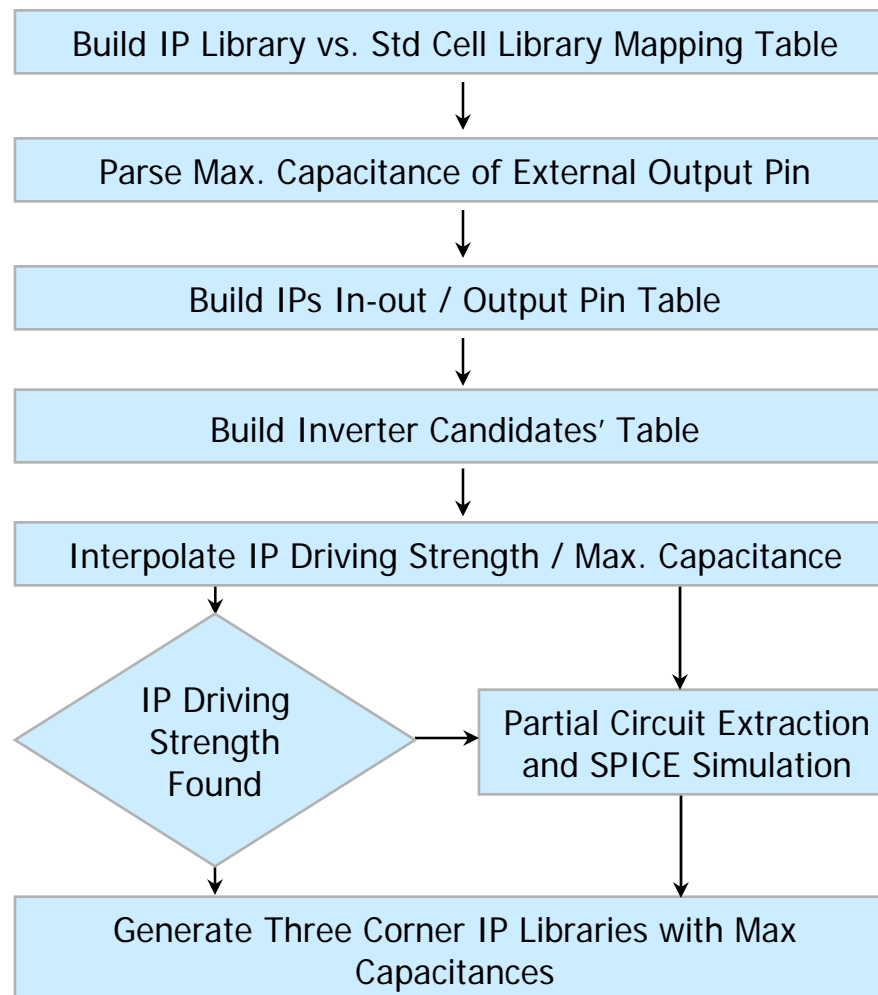 Build IP Library vs. Std Cell Library Mapping Table
Parse Max. Capacitance of External Output Pin
Build IPs In-out / Output Pin Table
Build Inverter Candidates’ Table
Interpolate IP Driving Strength / Max. Capacitance
IP Driving
Strength
Found
Partial Circuit Extraction
and SPICE Simulation
Generate Three Corner IP Libraries with Max
Capacitances